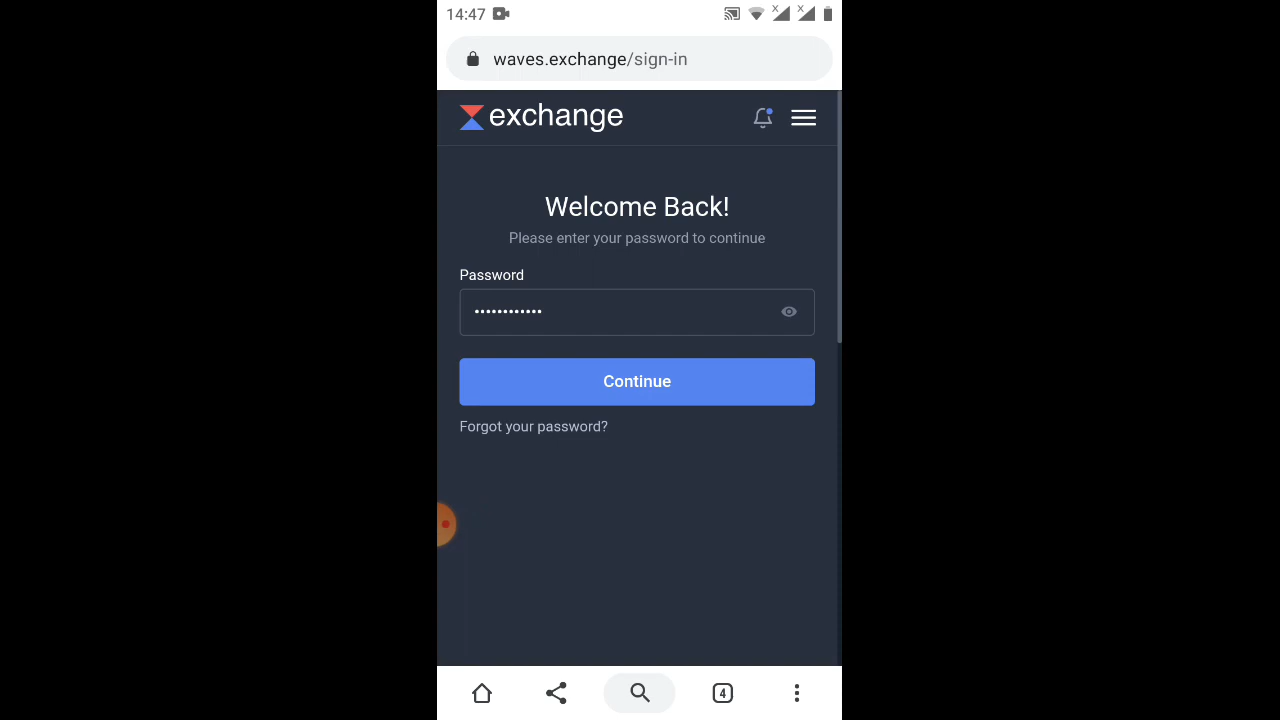 14:47
waves.exchange/sign-in
exchange
Welcome Back!
Please enter your password to continue
Password
••••••••••••
Continue
Forgot your password?
4